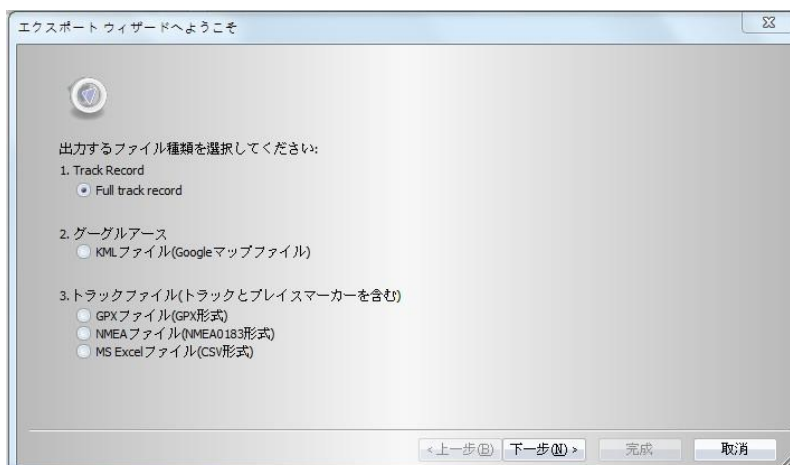 エクスポート ウィザードへようこそ
出力するファイル種類を選択してください:
1. Track Record
Full track record
2. グーグルアース
KMLファイル(Googleマップファイル)
3.トラックファイル(トラックとプレイスマーカーを含む)
GPXファイル(GPX形式)
NMEAファイル(NMEA0183形式)
MS Excelファイル(CSV形式)
<上一步(B) 下一步(N)> 完成 取消